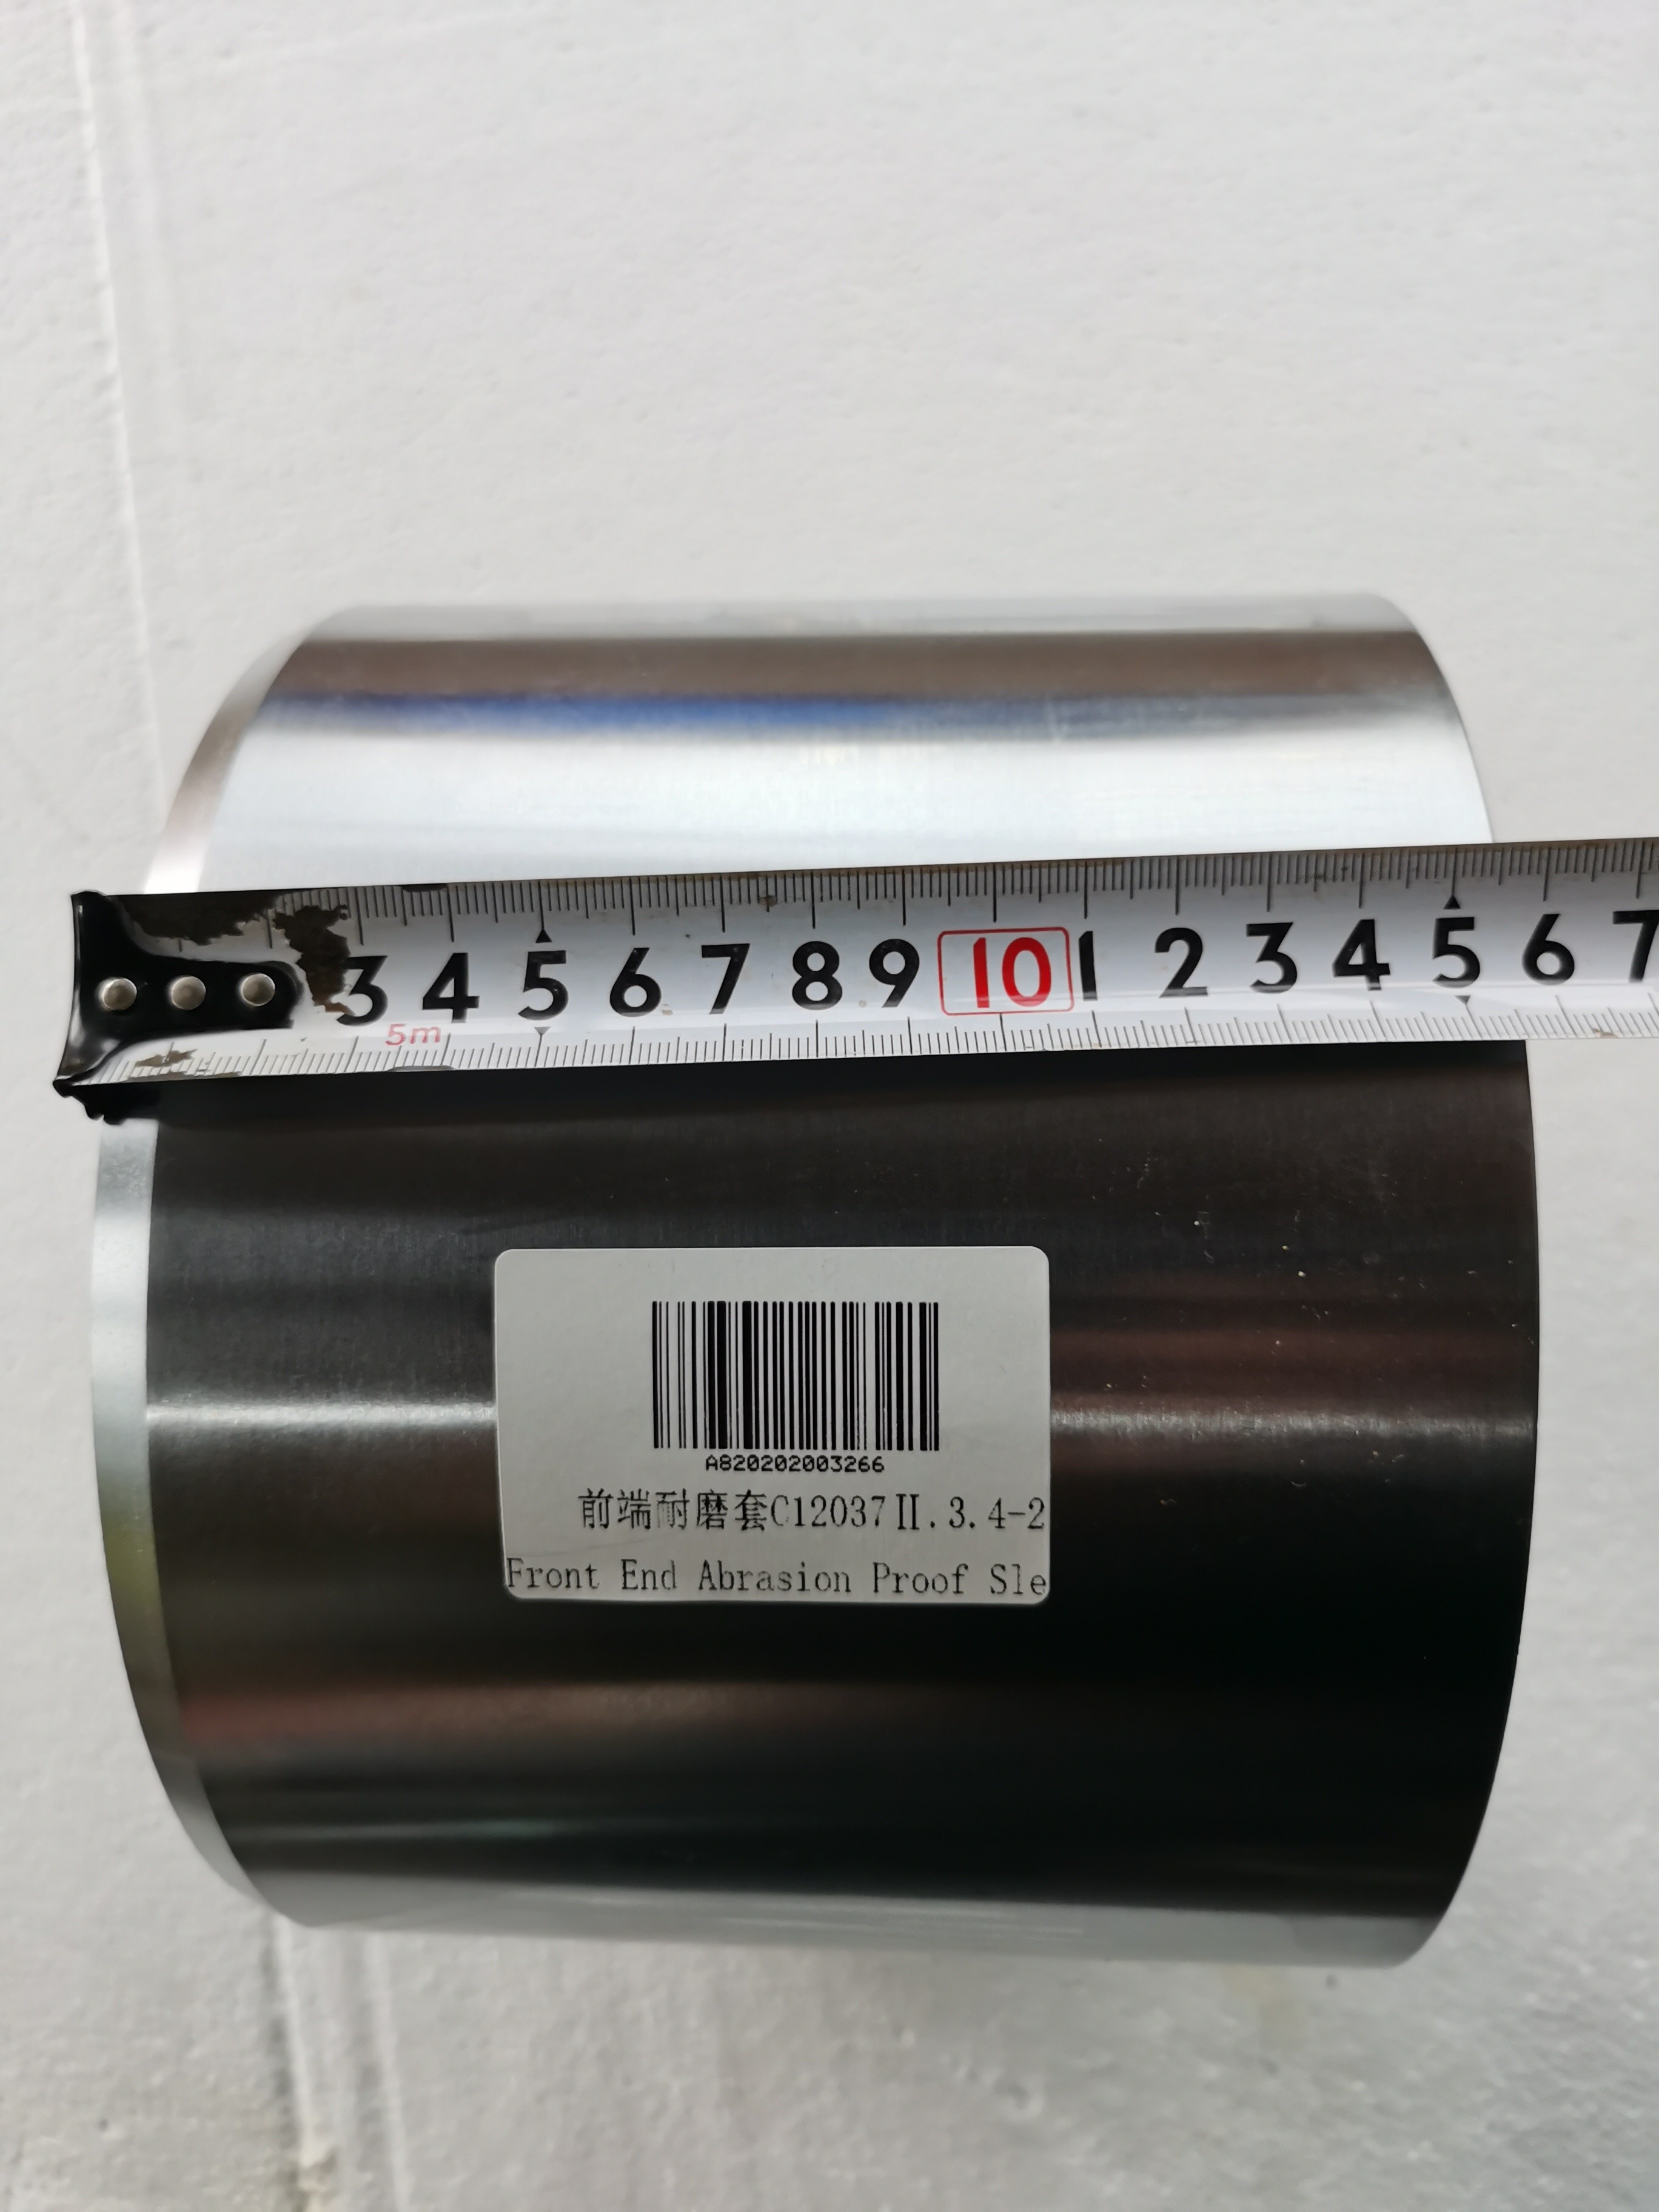 3 4 5 6 7 8 9 10 1 2 3 4 5 6 7
5m
A820202003266
前端耐磨套C12037Ⅱ.3.4-2
Front End Abrasion Proof Sle